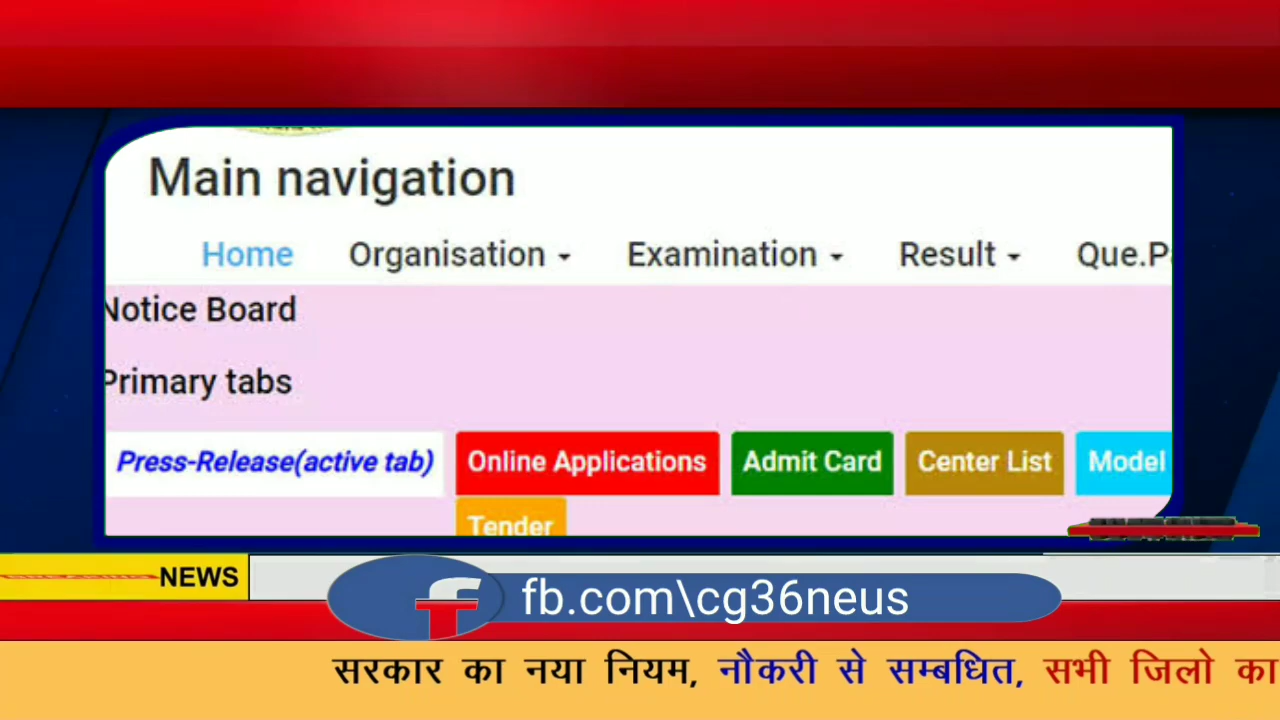 Main navigation
Home Organisation Examination Result Que.P
Notice Board
Primary tabs
Press-Release(active tab) Online Applications Admit Card Center List Model
Tender
NEWS
fb.com\cg36neus
सरकार का नया नियम, नौकरी से सम्बधित, सभी जिलो का